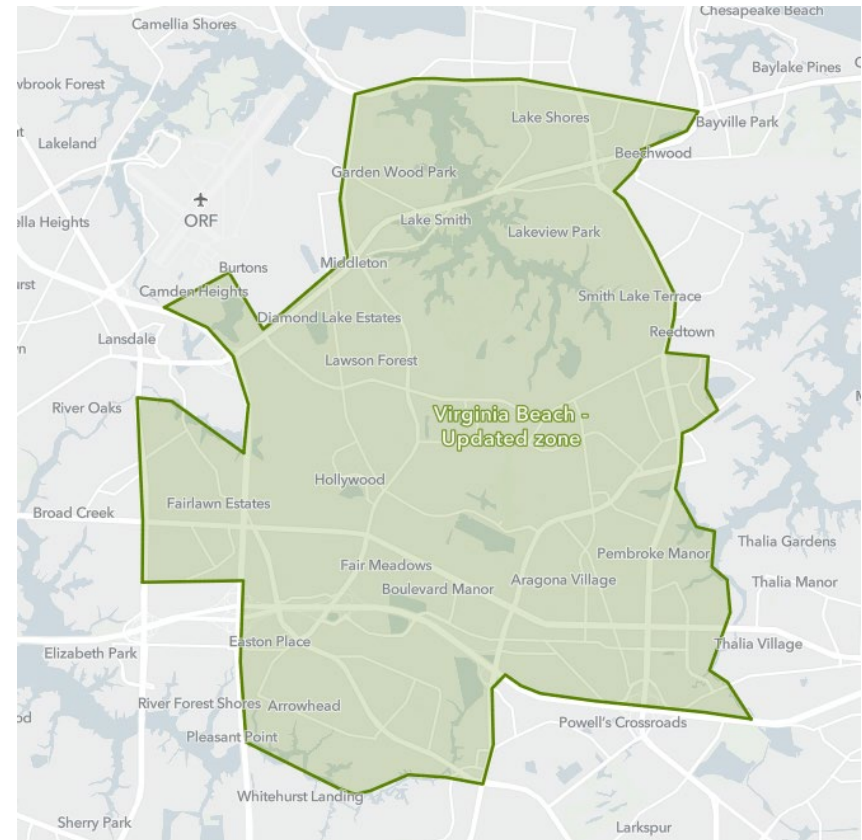 Chesapeake Beach
Camellia Shores
Baylake Pines
wbrook Forest
Lake Shores
Bayville Park
Lakeland
Beechwood
Garden Wood Park
ORF
Lake Smith
ella Heights
Lakeview Park
Middleton
Burtons
urst
Camden Heights
Smith Lake Terrace
Diamond Lake Estates
Reedtown
Lansdale
Lawson Forest
River Oaks
Virginia Beach -
Updated zone
Hollywood
Fairlawn Estates
Broad Creek
Thalia Gardens
Pembroke Manor
Fair Meadows
Aragona Village
Thalia Manor
Boulevard Manor
Easton Place
Thalia Village
Elizabeth Park
River Forest Shores
Arrowhead
Powell's Crossroads
Pleasant Point
Whitehurst Landing
Sherry Park
Larkspur